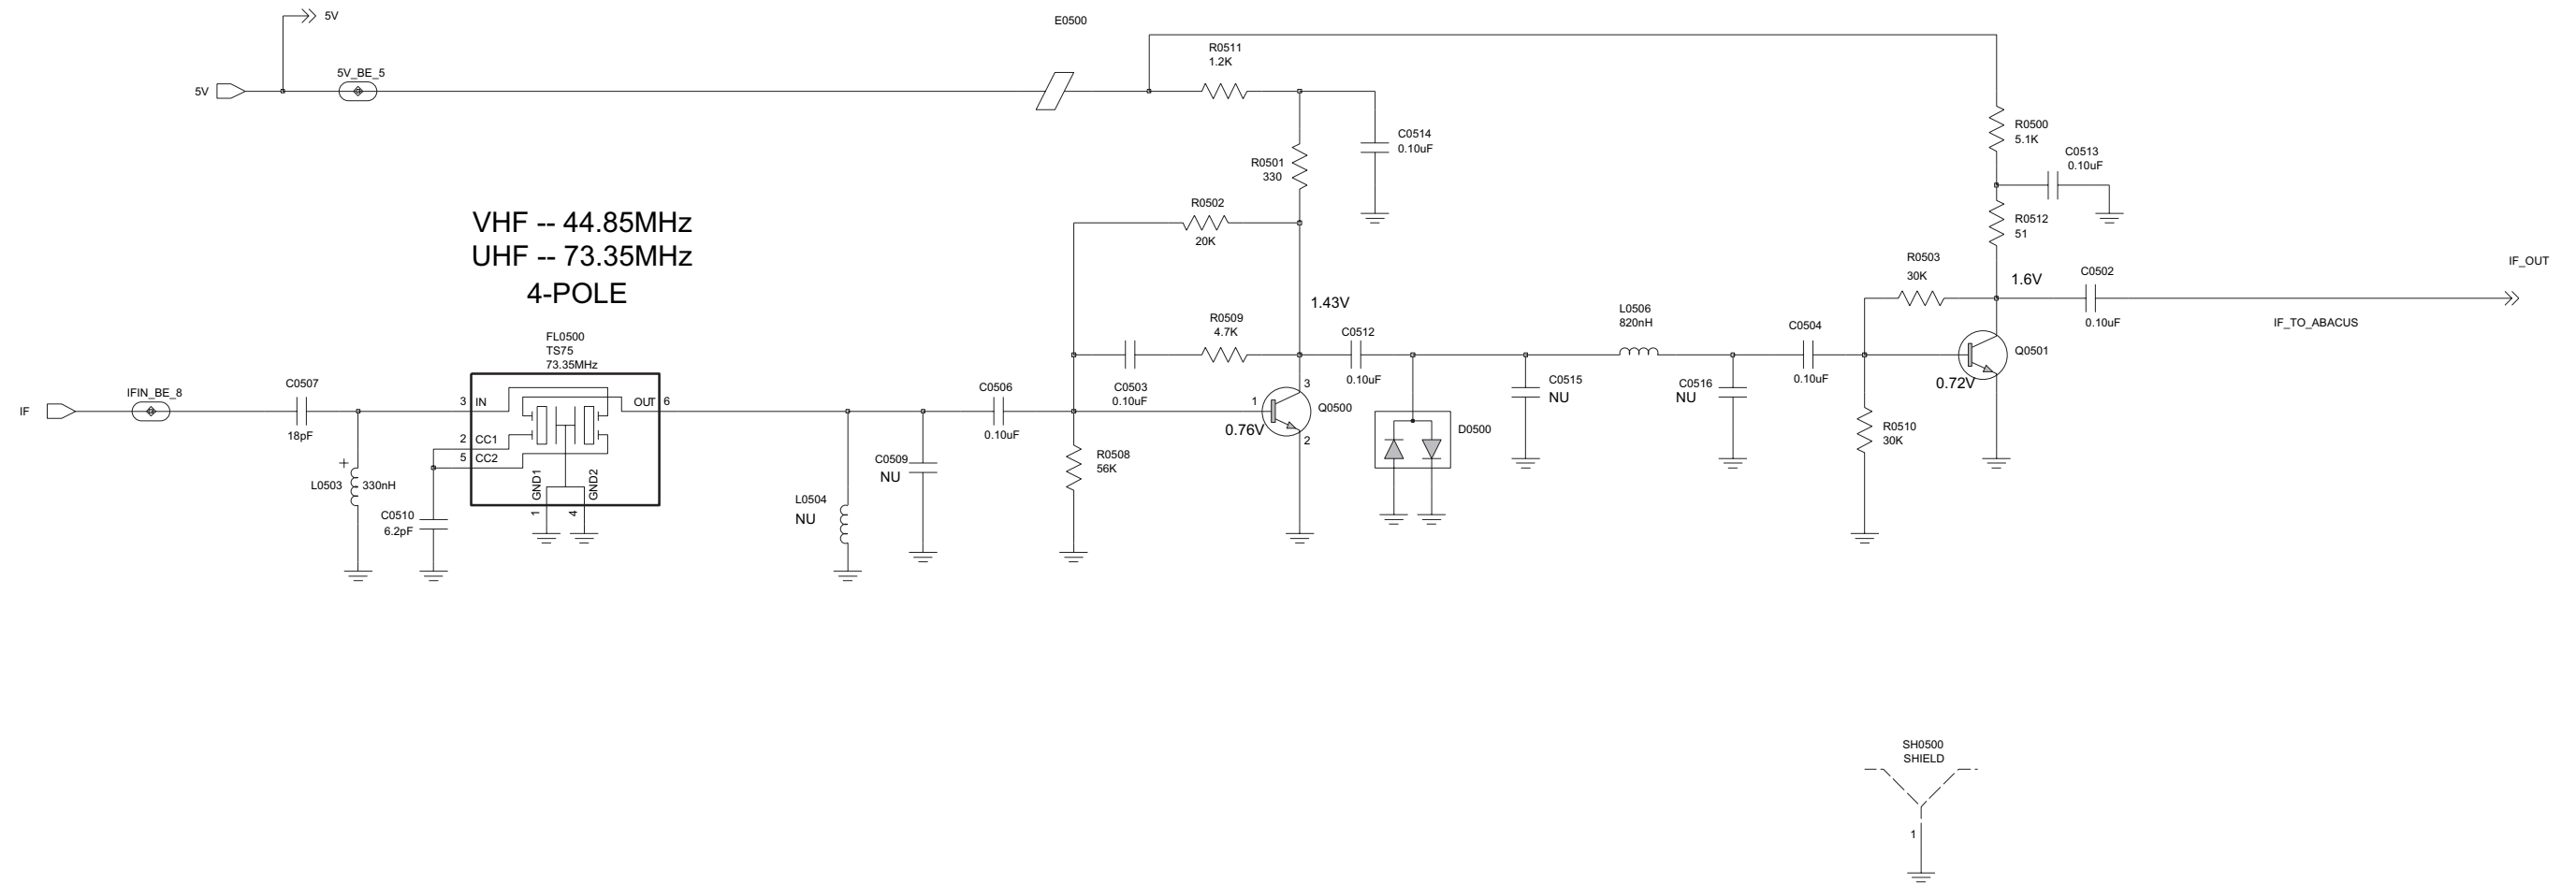 5V
E0500
R0511
1.2K
5V_BE_5
5V
R0500
5.1K
C0514
0.10uF
C0513
0.10uF
R0501
330
R0502
20K
R0512
51
VHF -- 44.85MHz
UHF -- 73.35MHz
4-POLE
R0503
30K
1.6V
C0502
0.10uF
IF_OUT
IF_TO_ABACUS
1.43V
L0506
820nH
R0509
4.7K
C0512
0.10uF
C0504
0.10uF
FL0500
TS75
73.35MHz
Q0501
0.72V
C0515
NU
C0516
NU
IFIN_BE_8
IF
C0507
18pF
3
IN
OUT
6
2
CC1
5
CC2
GND1
GND2
1
4
C0506
0.10uF
C0503
0.10uF
1
3
Q0500
0.76V
2
D0500
R0510
30K
R0508
56K
C0509
NU
L0504
NU
+
L0503
330nH
C0510
6.2pF
SH0500
SHIELD
1